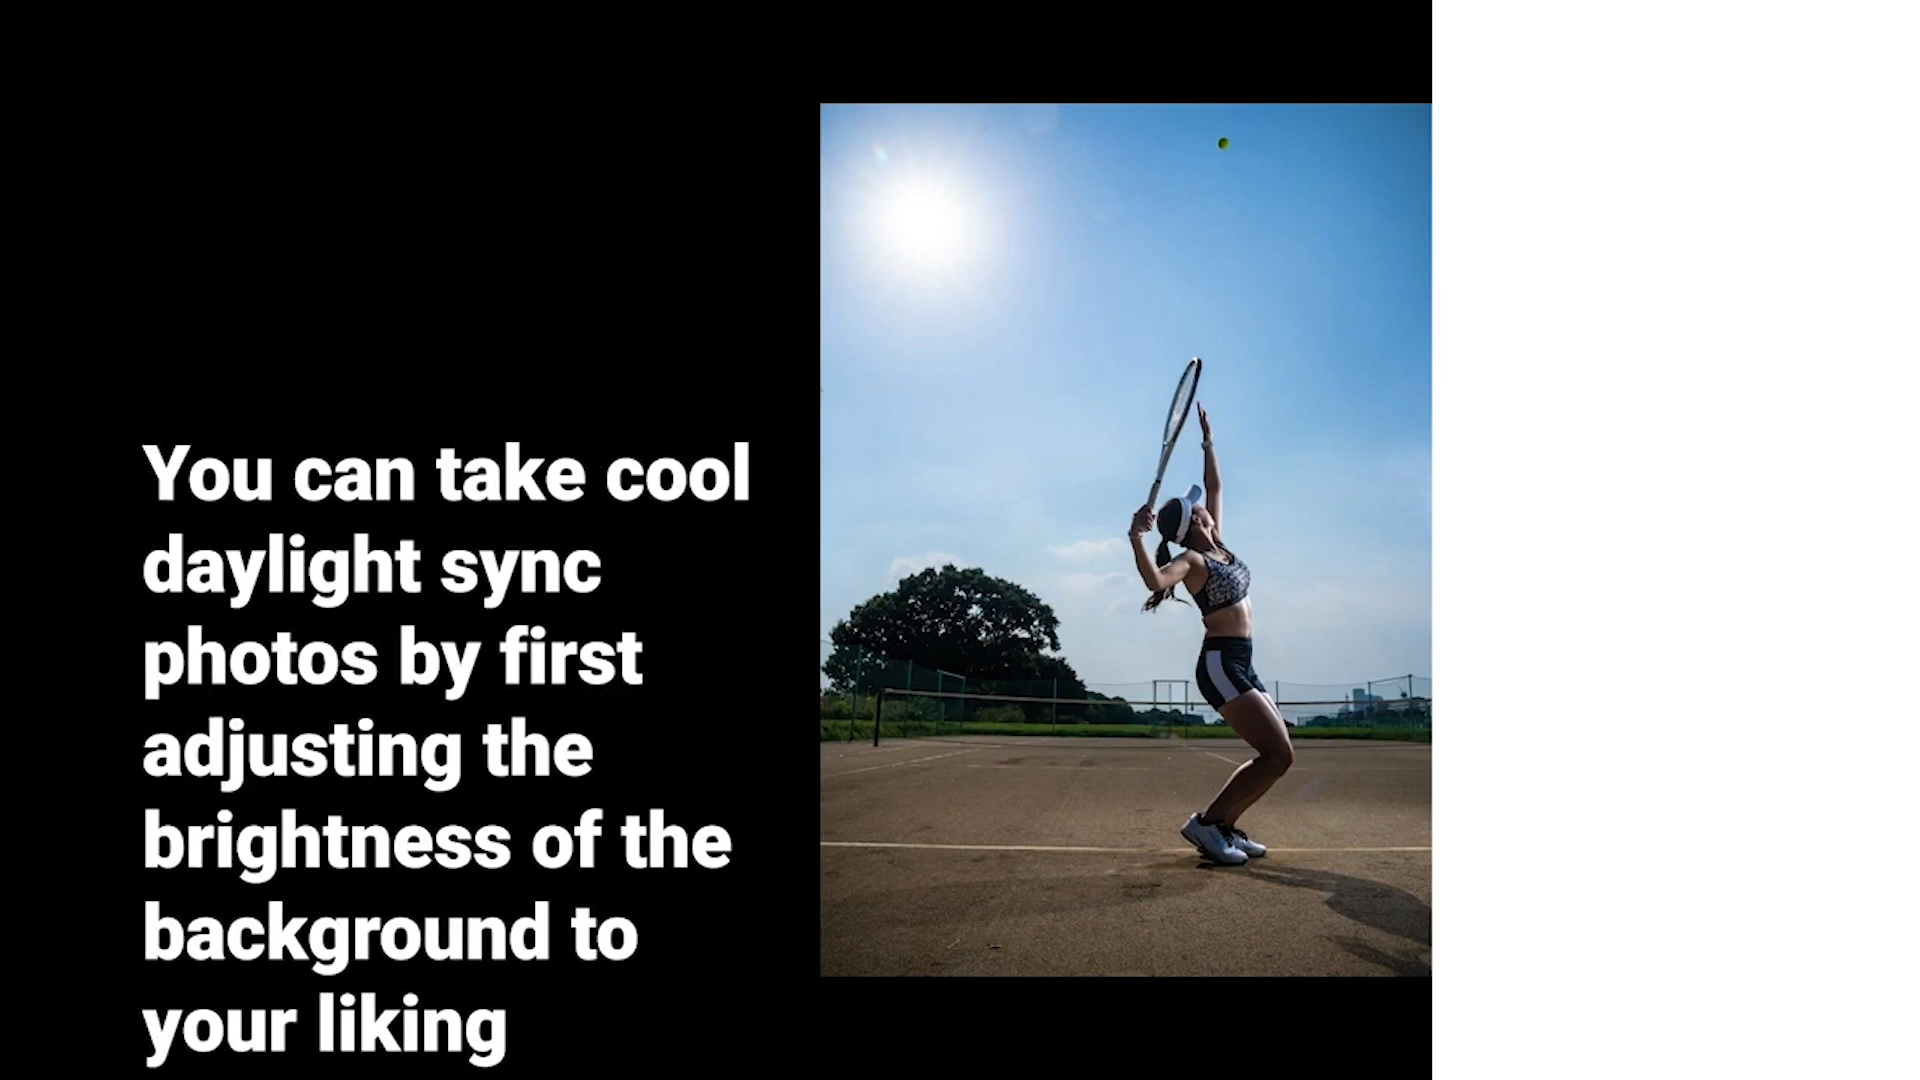 You can take cool
daylight sync
photos by first
adjusting the
brightness of the
background to
your liking